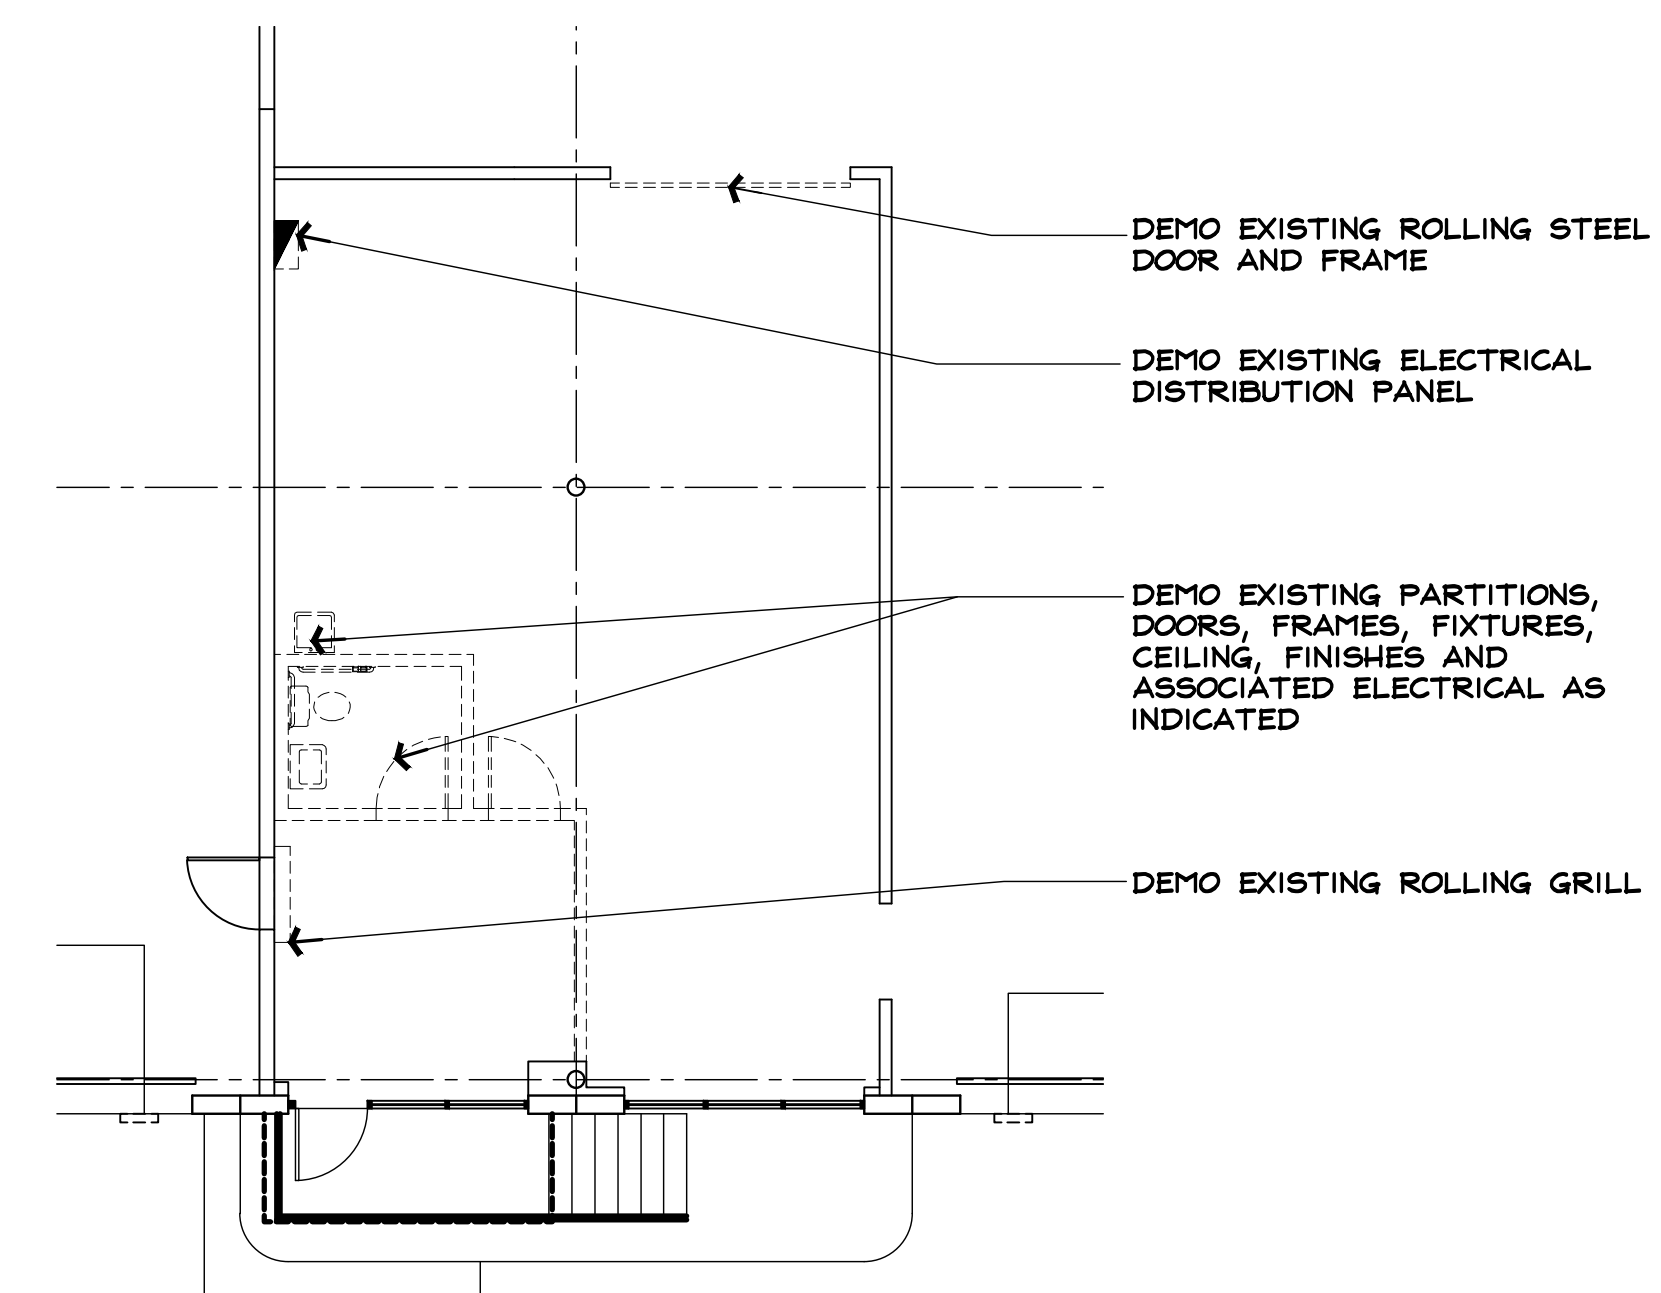 DEMO EXISTING ROLLING STEEL
DOOR AND FRAME
DEMO EXISTING ELECTRICAL
DISTRIBUTION PANEL
DEMO EXISTING PARTITIONS,
DOORS, FRAMES, FIXTURES,
CEILING, FINISHES AND
ASSOCIATED ELECTRICAL AS
INDICATED
DEMO EXISTING ROLLING GRILL